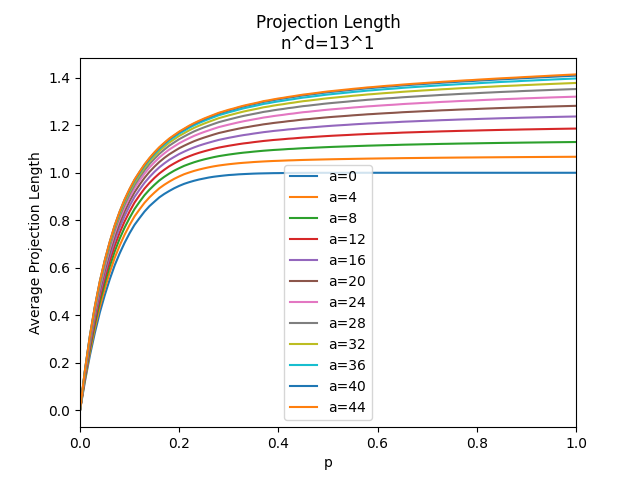 Projection Length
n^d=13^1
1.4
1.2
1.0
0.8
0.6
0.4
0.2
0.0
Average Projection Length
a=0
a=4
a=8
a=12
a=16
a=20
a=24
a=28
a=32
a=36
a=40
a=44
0.0 0.2 0.4 0.6 0.8 1.0
p